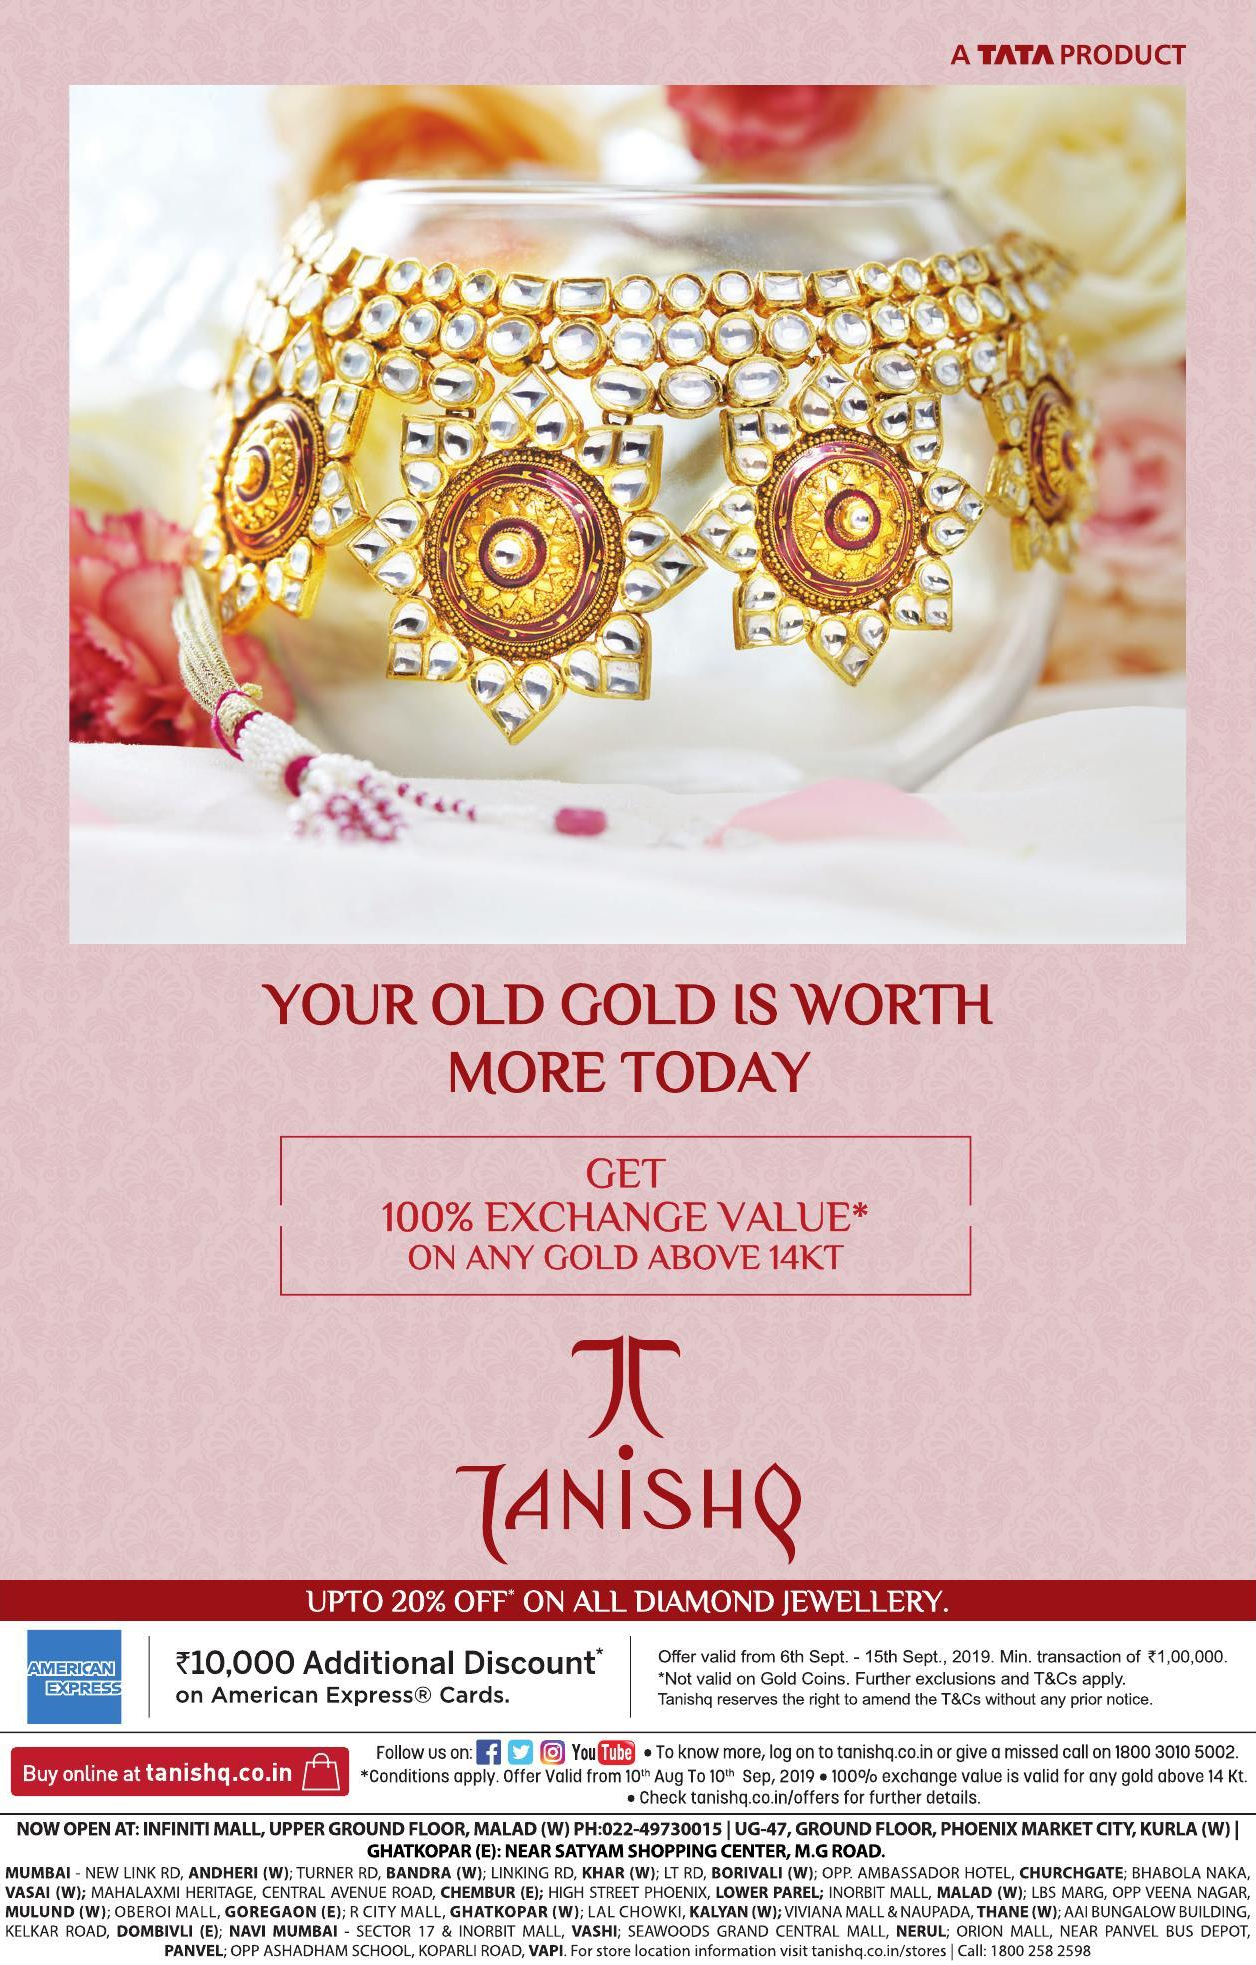 A TATA PRODUCT
YOUR OLD GOLD IS WORTH
MORE TODAY
GET
100% EXCHANGE VALUE*
ON ANY GOLD ABOVE 14KT
TANiSHQ
UPTO 20% OFF* ON ALL DIAMOND JEWELLERY.
AMERICAN
EXPRESS
₹10,000 Additional Discount*
on American Express® Cards.
Offer valid from 6th Sept. - 15th Sept., 2019. Min. transaction of ₹1,00,000.
*Not valid on Gold Coins. Further exclusions and T&Cs apply.
Tanishq reserves the right to amend the T&Cs without any prior notice.
Buy online at tanishq.co.in
Follow us on: You Tube • To know more, log on to tanishq.co.in or give a missed call on 1800 3010 5002.
*Conditions apply. Offer Valid from 10th Aug To 10th Sep, 2019 • 100% exchange value is valid for any gold above 14 Kt.
• Check tanishq.co.in/offers for further details.
NOW OPEN AT: INFINITI MALL, UPPER GROUND FLOOR, MALAD (W) PH:022-49730015 | UG-47, GROUND FLOOR, PHOENIX MARKET CITY, KURLA (W) |
GHATKOPAR (E): NEAR SATYAM SHOPPING CENTER, M.G ROAD.
MUMBAI - NEW LINK RD, ANDHERI (W); TURNER RD, BANDRA (W); LINKING RD, KHAR (W); LT RD, BORIVALI (W); OPP. AMBASSADOR HOTEL, CHURCHGATE; BHABOLA NAKA,
VASAI (W); MAHALAXMI HERITAGE, CENTRAL AVENUE ROAD, CHEMBUR (E); HIGH STREET PHOENIX, LOWER PAREL; INORBIT MALL, MALAD (W); LBS MARG, OPP VEENA NAGAR,
MULUND (W); OBEROI MALL, GOREGAON (E); R CITY MALL, GHATKOPAR (W); LAL CHOWKI, KALYAN (W); VIVIANA MALL & NAUPADA, THANE (W); AAI BUNGALOW BUILDING,
KELKAR ROAD, DOMBIVLI (E); NAVI MUMBAI - SECTOR 17 & INORBIT MALL, VASHI; SEAWOODS GRAND CENTRAL MALL, NERUL; ORION MALL, NEAR PANVEL BUS DEPOT,
PANVEL; OPP ASHADHAM SCHOOL, KOPARLI ROAD, VAPI. For store location information visit tanishq.co.in/stores | Call: 1800 258 2598